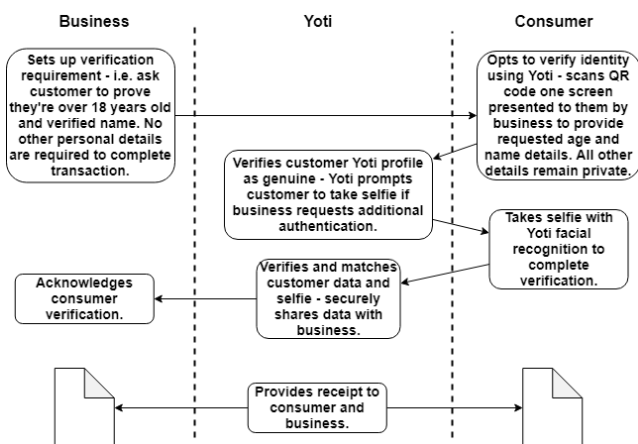 Business
Yoti
Consumer
Sets up verification
requirement - i.e. ask
customer to prove
they're over 18 years old
and verified name. No
other personal details
are required to complete
transaction.
Opts to verify identity
using Yoti - scans QR
code one screen
presented to them by
business to provide
requested age and
name details. All other
details remain private.
Verifies customer Yoti profile
as genuine - Yoti prompts
customer to take selfie if
business requests additional
authentication.
Takes selfie with
Yoti facial
recognition to
complete
verification.
Verifies and matches
customer data and
selfie - securely
shares data with
business.
Acknowledges
consumer
verification.
Provides receipt to
consumer and
business.